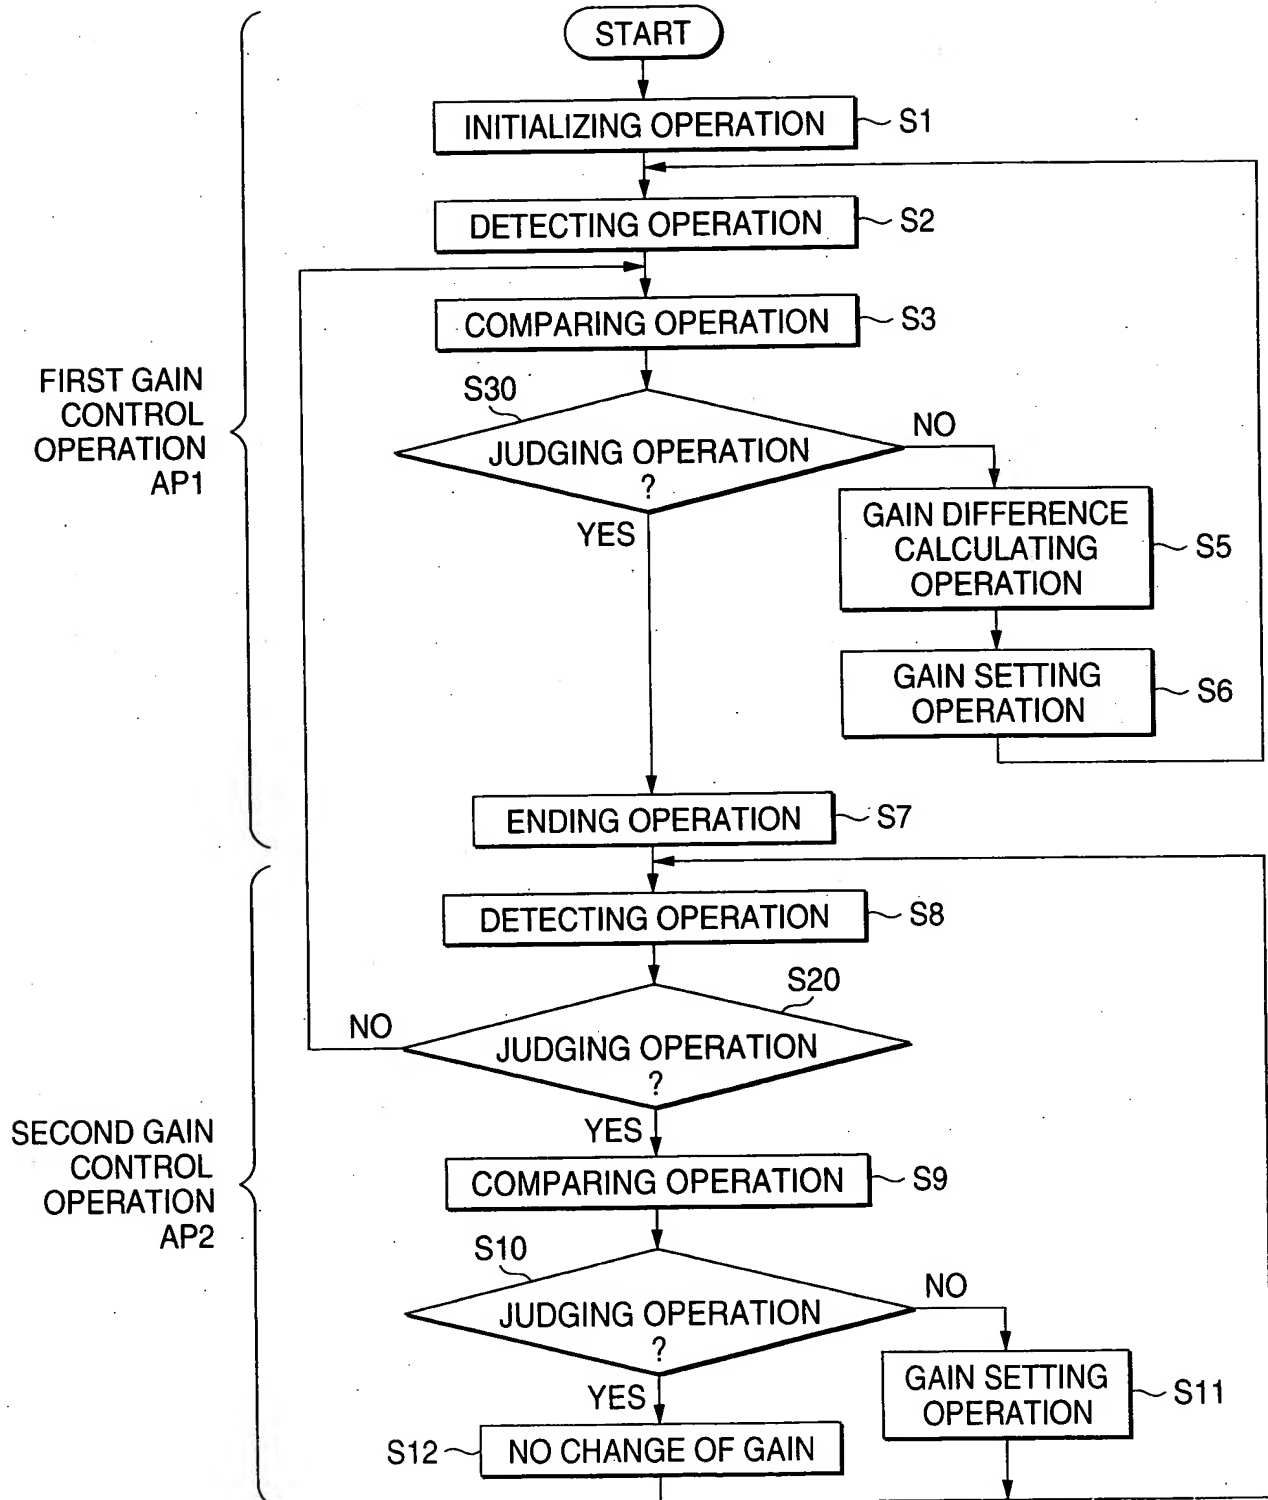 START
INITIALIZING OPERATION
S1
DETECTING OPERATION
S2
COMPARING OPERATION
S3
FIRST GAIN
CONTROL
OPERATION
AP1
S30
JUDGING OPERATION
?
NO
YES
GAIN DIFFERENCE
CALCULATING
OPERATION
S5
GAIN SETTING
OPERATION
S6
ENDING OPERATION
S7
DETECTING OPERATION
S8
S20
NO
JUDGING OPERATION
?
YES
SECOND GAIN
CONTROL
OPERATION
AP2
COMPARING OPERATION
S9
S10
JUDGING OPERATION
?
NO
YES
GAIN SETTING
OPERATION
S11
S12
NO CHANGE OF GAIN